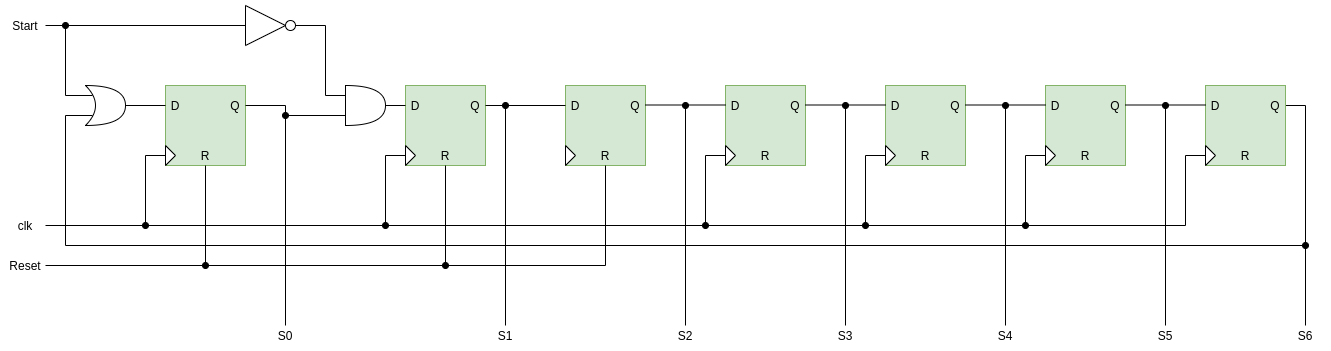 Start
D Q D Q D Q D Q D Q D Q D Q
R R R R R R R
clk
Reset
S0 S1 S2 S3 S4 S5 S6